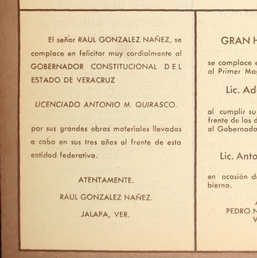 El señor RAUL GONZALEZ NAÑEZ, se
complace en felicitar muy cordialmente al
GOBERNADOR CONSTITUCIONAL DEL
ESTADO DE VERACRUZ
LICENCIADO ANTONIO M. QUIRASCO.
por sus grandes obras materiales llevadas
a cabo en sus tres años al frente de esta
entidad federativa.
ATENTAMENTE.
RAUL GONZALEZ NAÑEZ.
JALAPA, VER.
GRAN H
se complace e
al Primer Ma
Lic. Ad
al cumplir su
frente de los d
al Gobernado
Lic. Anto
en ocasión de
bierno.
A
PEDRO N
V